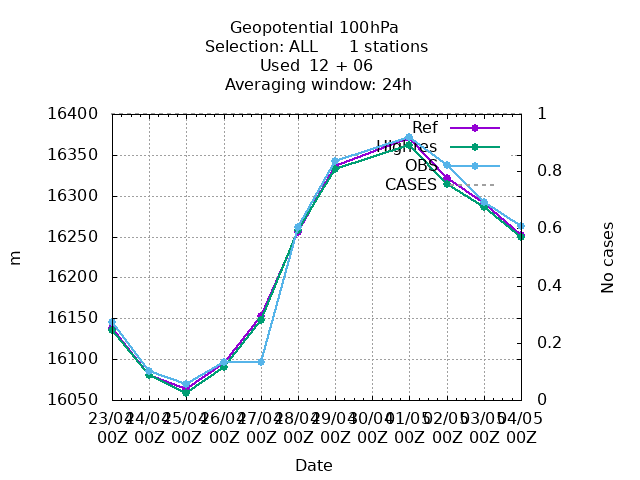 Geopotential 100hPa
Selection: ALL 1 stations
Used 12 + 06
Averaging window: 24h
16400
16350
16300
16250
16200
16150
16100
16050
m
1
0.8
0.6
0.4
0.2
0
No cases
Ref
Highres
OBS
CASES
23/04 24/04 25/04 26/04 27/04 28/04 29/04 30/04 01/05 02/05 03/05 04/05
00Z 00Z 00Z 00Z 00Z 00Z 00Z 00Z 00Z 00Z 00Z 00Z
Date